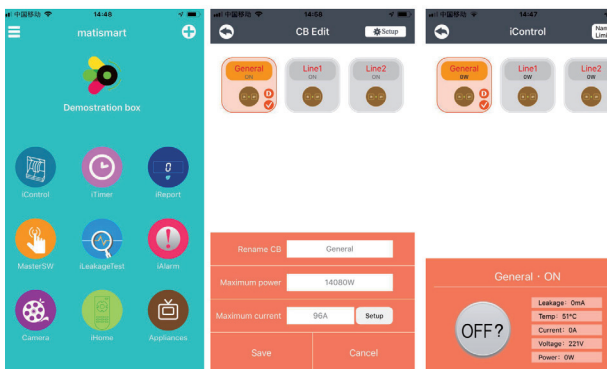 中国移动 14:48
matismart
Demostration box
iControl iTimer iReport
MasterSW iLeakageTest iAlarm
Camera iHome Appliances
中国移动 14:58
CB Edit Setup
General Line1 Line2
ON ON ON
D
Rename CB General
Maximum power 14080W
Maximum current 96A Setup
Save Cancel
中国移动 14:47
iControl
General Line1 Line2
0W 0W 0W
D
General · ON
OFF?
Leakage: 0mA
Temp: 51°C
Current: 0A
Voltage: 221V
Power: 0W